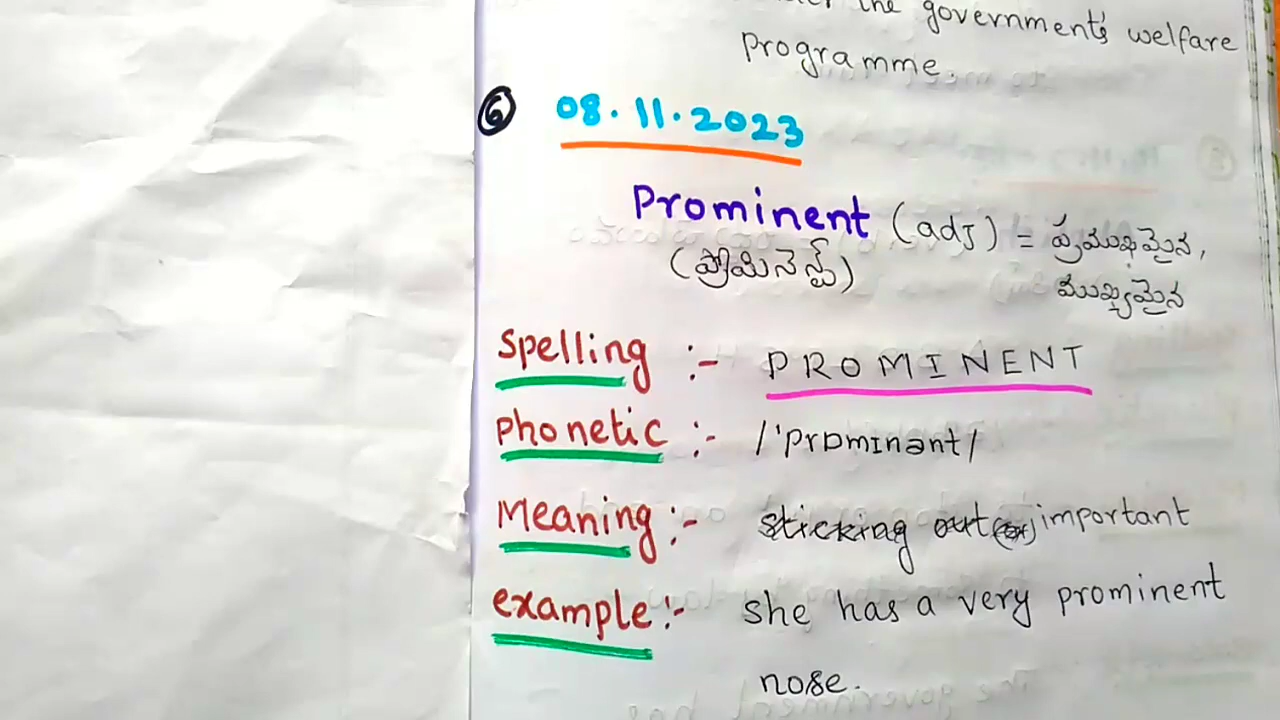 the government's welfare
programme.
6 08.11.2023
Prominent (adj) = ప్రముఖమైన,
(ప్రొమినెన్ట్) ముఖ్యమైన
Spelling :- PROMINENT
Phonetic :- /'prɒmɪnənt/
Meaning :- sticking out (or) important
example :- She has a very prominent
nose.